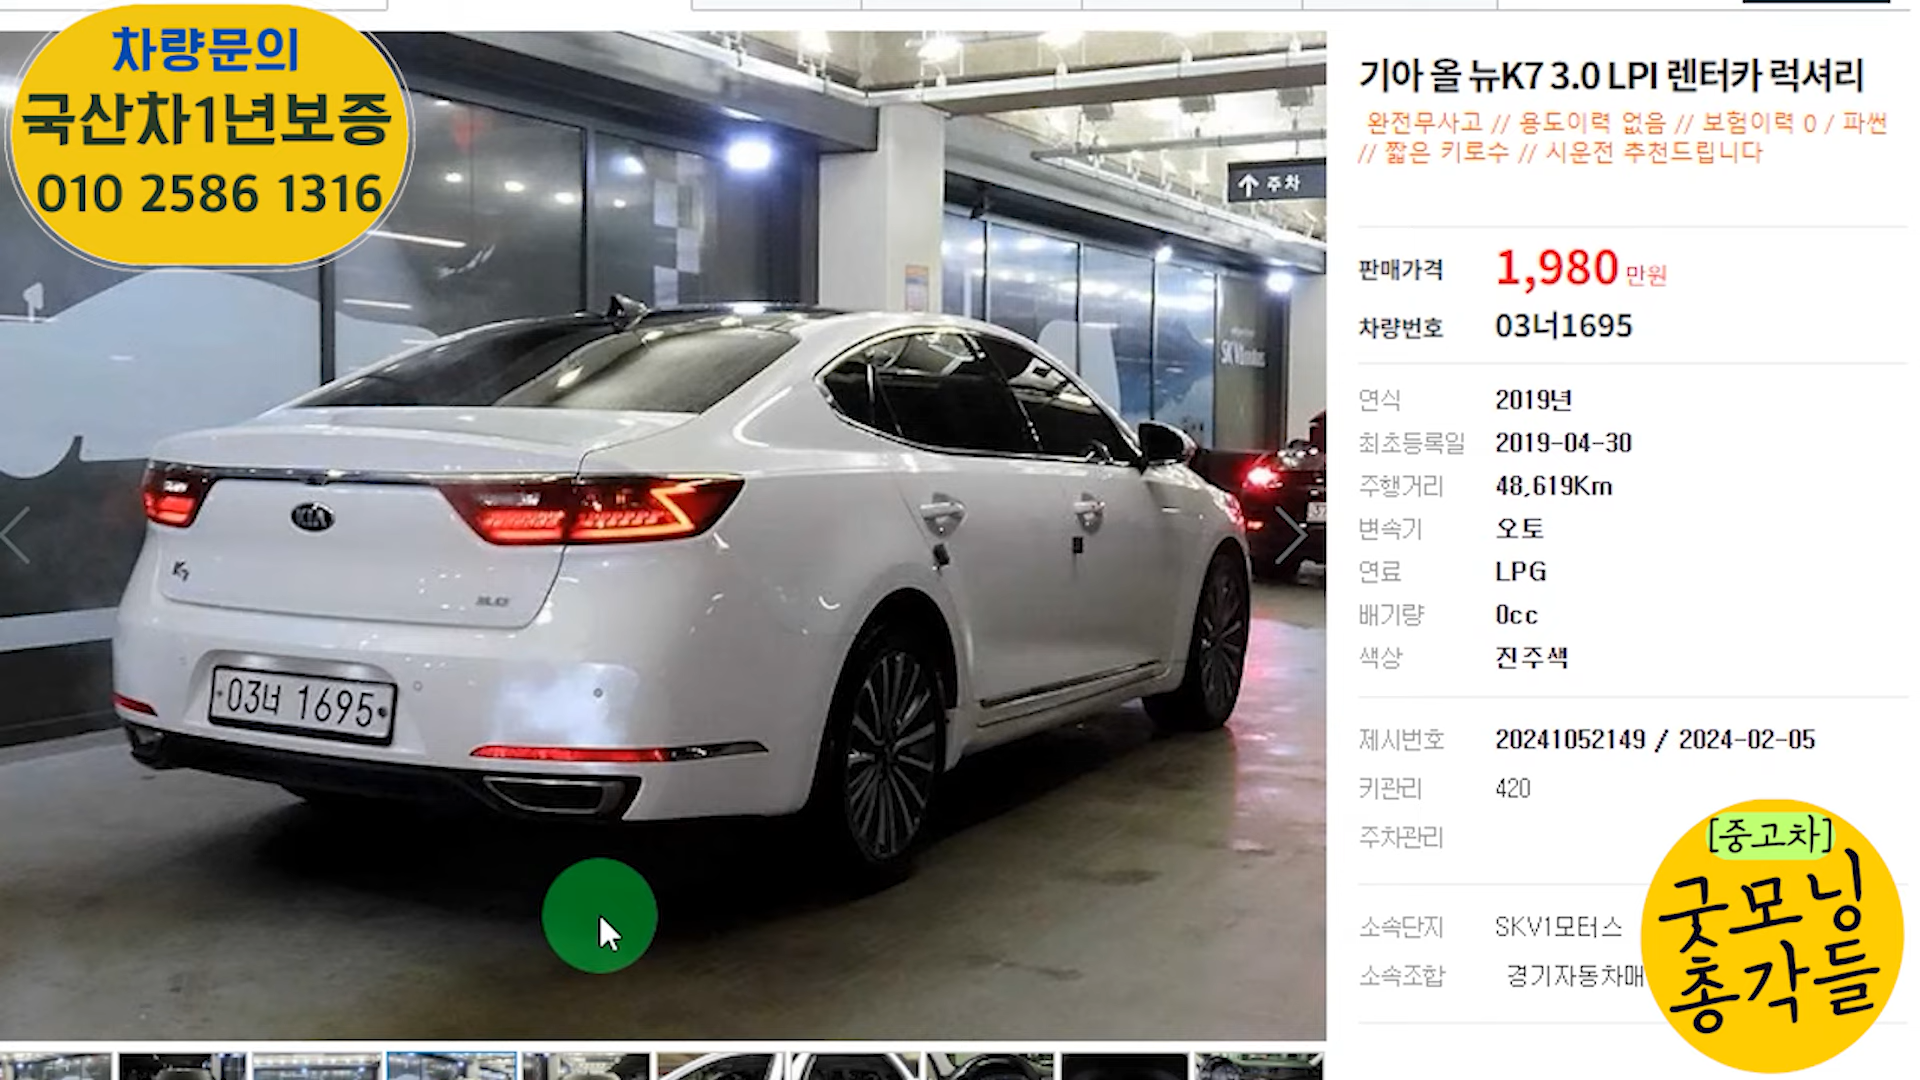 차량문의
국산차1년보증
010 2586 1316
주차
SK V1motors
KIA
K7
3.0
03너 1695
기아 올 뉴K7 3.0 LPI 렌터카 럭셔리
완전무사고 // 용도이력 없음 // 보험이력 0 / 파썬
// 짧은 키로수 // 시운전 추천드립니다
판매가격 1,980 만원
차량번호 03너1695
연식 2019년
최초등록일 2019-04-30
주행거리 48,619Km
변속기 오토
연료 LPG
배기량 0cc
색상 진주색
제시번호 20241052149 / 2024-02-05
키관리 420
주차관리
소속단지 SKV1모터스
소속조합 경기자동차매
[중고차]
굿모닝
총각들